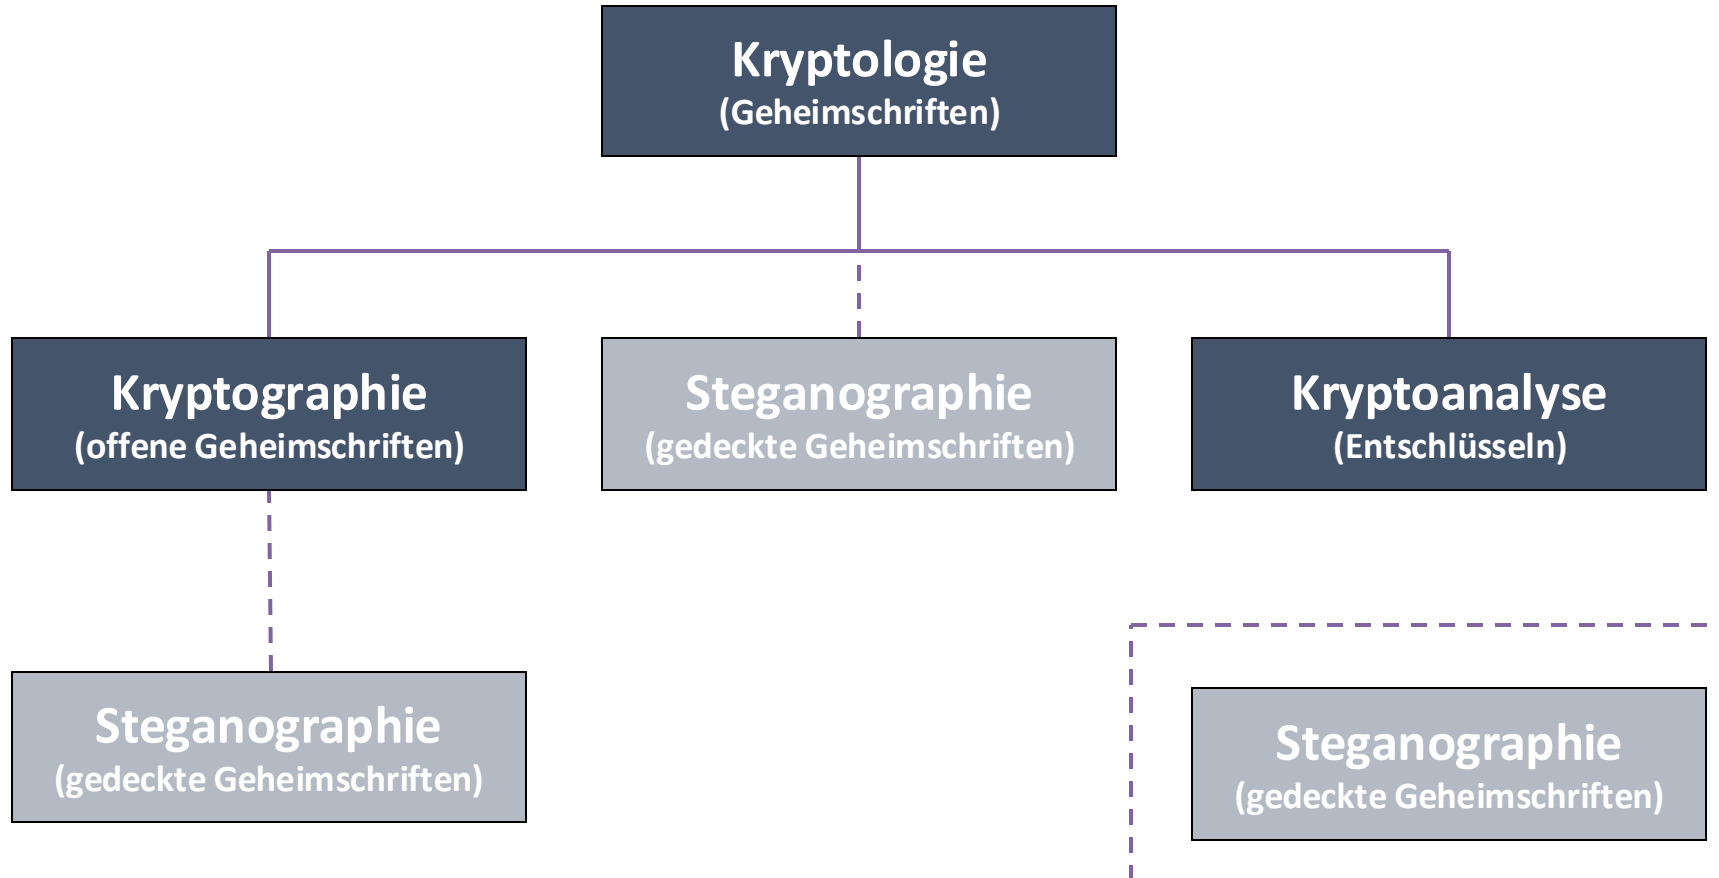 Kryptologie
(Geheimschriften)
Kryptographie
(offene Geheimschriften)
Steganographie
(gedeckte Geheimschriften)
Kryptoanalyse
(Entschlüsseln)
Steganographie
(gedeckte Geheimschriften)
Steganographie
(gedeckte Geheimschriften)